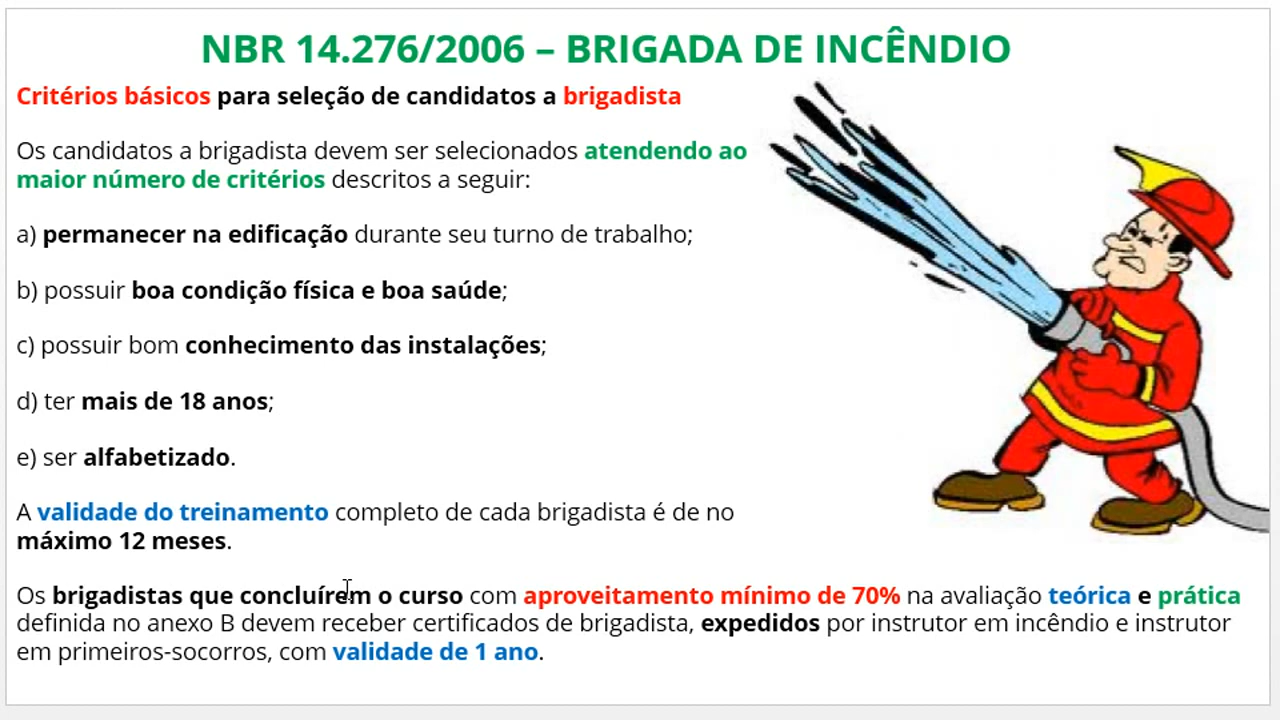 NBR 14.276/2006 – BRIGADA DE INCÊNDIO
Critérios básicos para seleção de candidatos a brigadista
Os candidatos a brigadista devem ser selecionados atendendo ao
maior número de critérios descritos a seguir:
a) permanecer na edificação durante seu turno de trabalho;
b) possuir boa condição física e boa saúde;
c) possuir bom conhecimento das instalações;
d) ter mais de 18 anos;
e) ser alfabetizado.
A validade do treinamento completo de cada brigadista é de no
máximo 12 meses.
Os brigadistas que concluírem o curso com aproveitamento mínimo de 70% na avaliação teórica e prática
definida no anexo B devem receber certificados de brigadista, expedidos por instrutor em incêndio e instrutor
em primeiros-socorros, com validade de 1 ano.